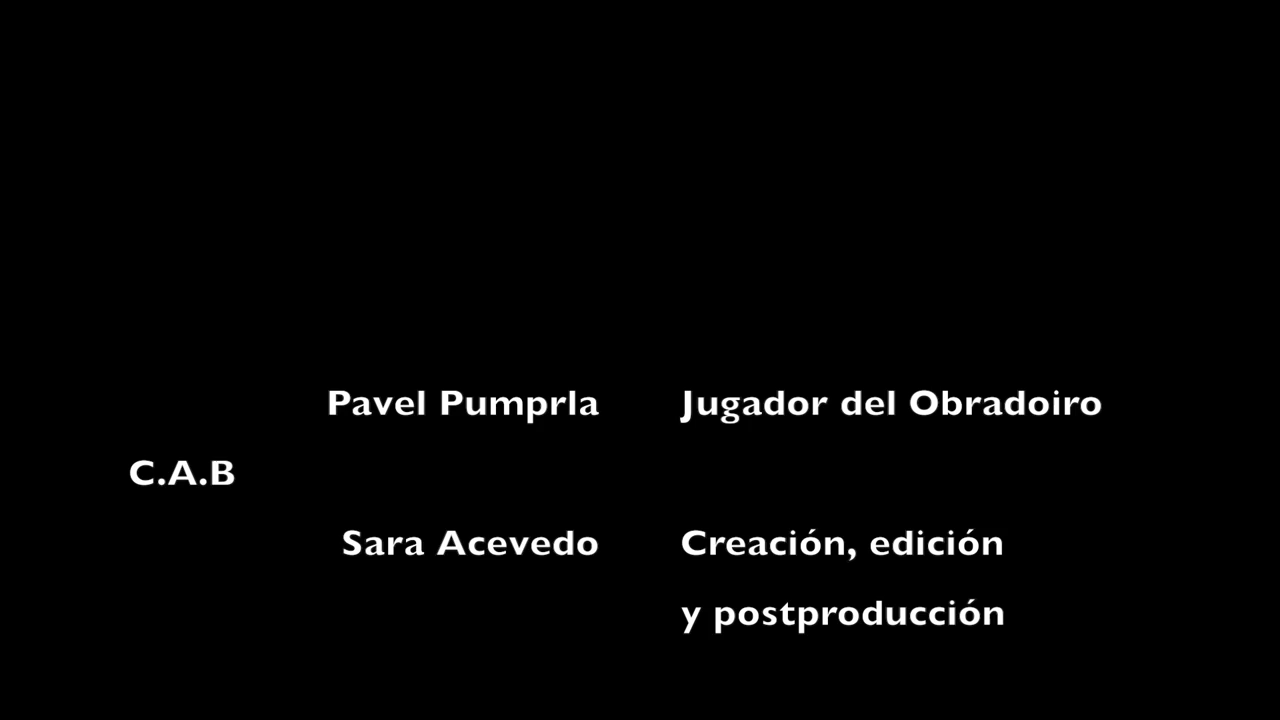 Pavel Pumprla Jugador del Obradoiro
C.A.B
Sara Acevedo Creación, edición
y postproducción